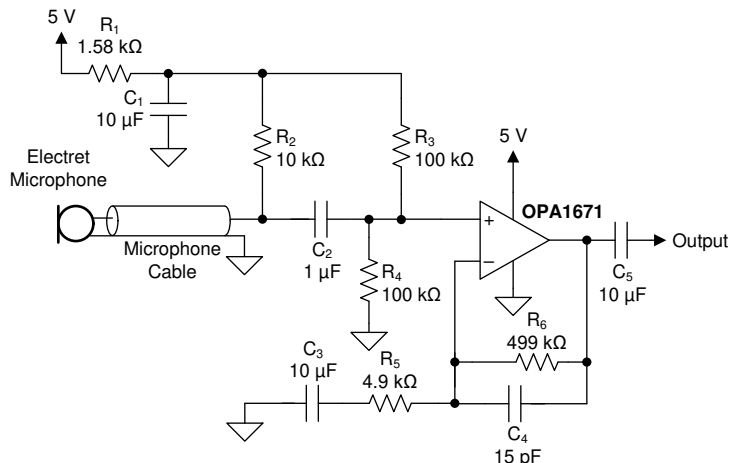 5 V
R1
1.58 kΩ
C1
10 µF
R2
10 kΩ
R3
100 kΩ
5 V
Electret
Microphone
OPA1671
+
−
Output
Microphone
Cable
C2
1 µF
R4
100 kΩ
C5
10 µF
R6
499 kΩ
C3
10 µF
R5
4.9 kΩ
C4
15 pF